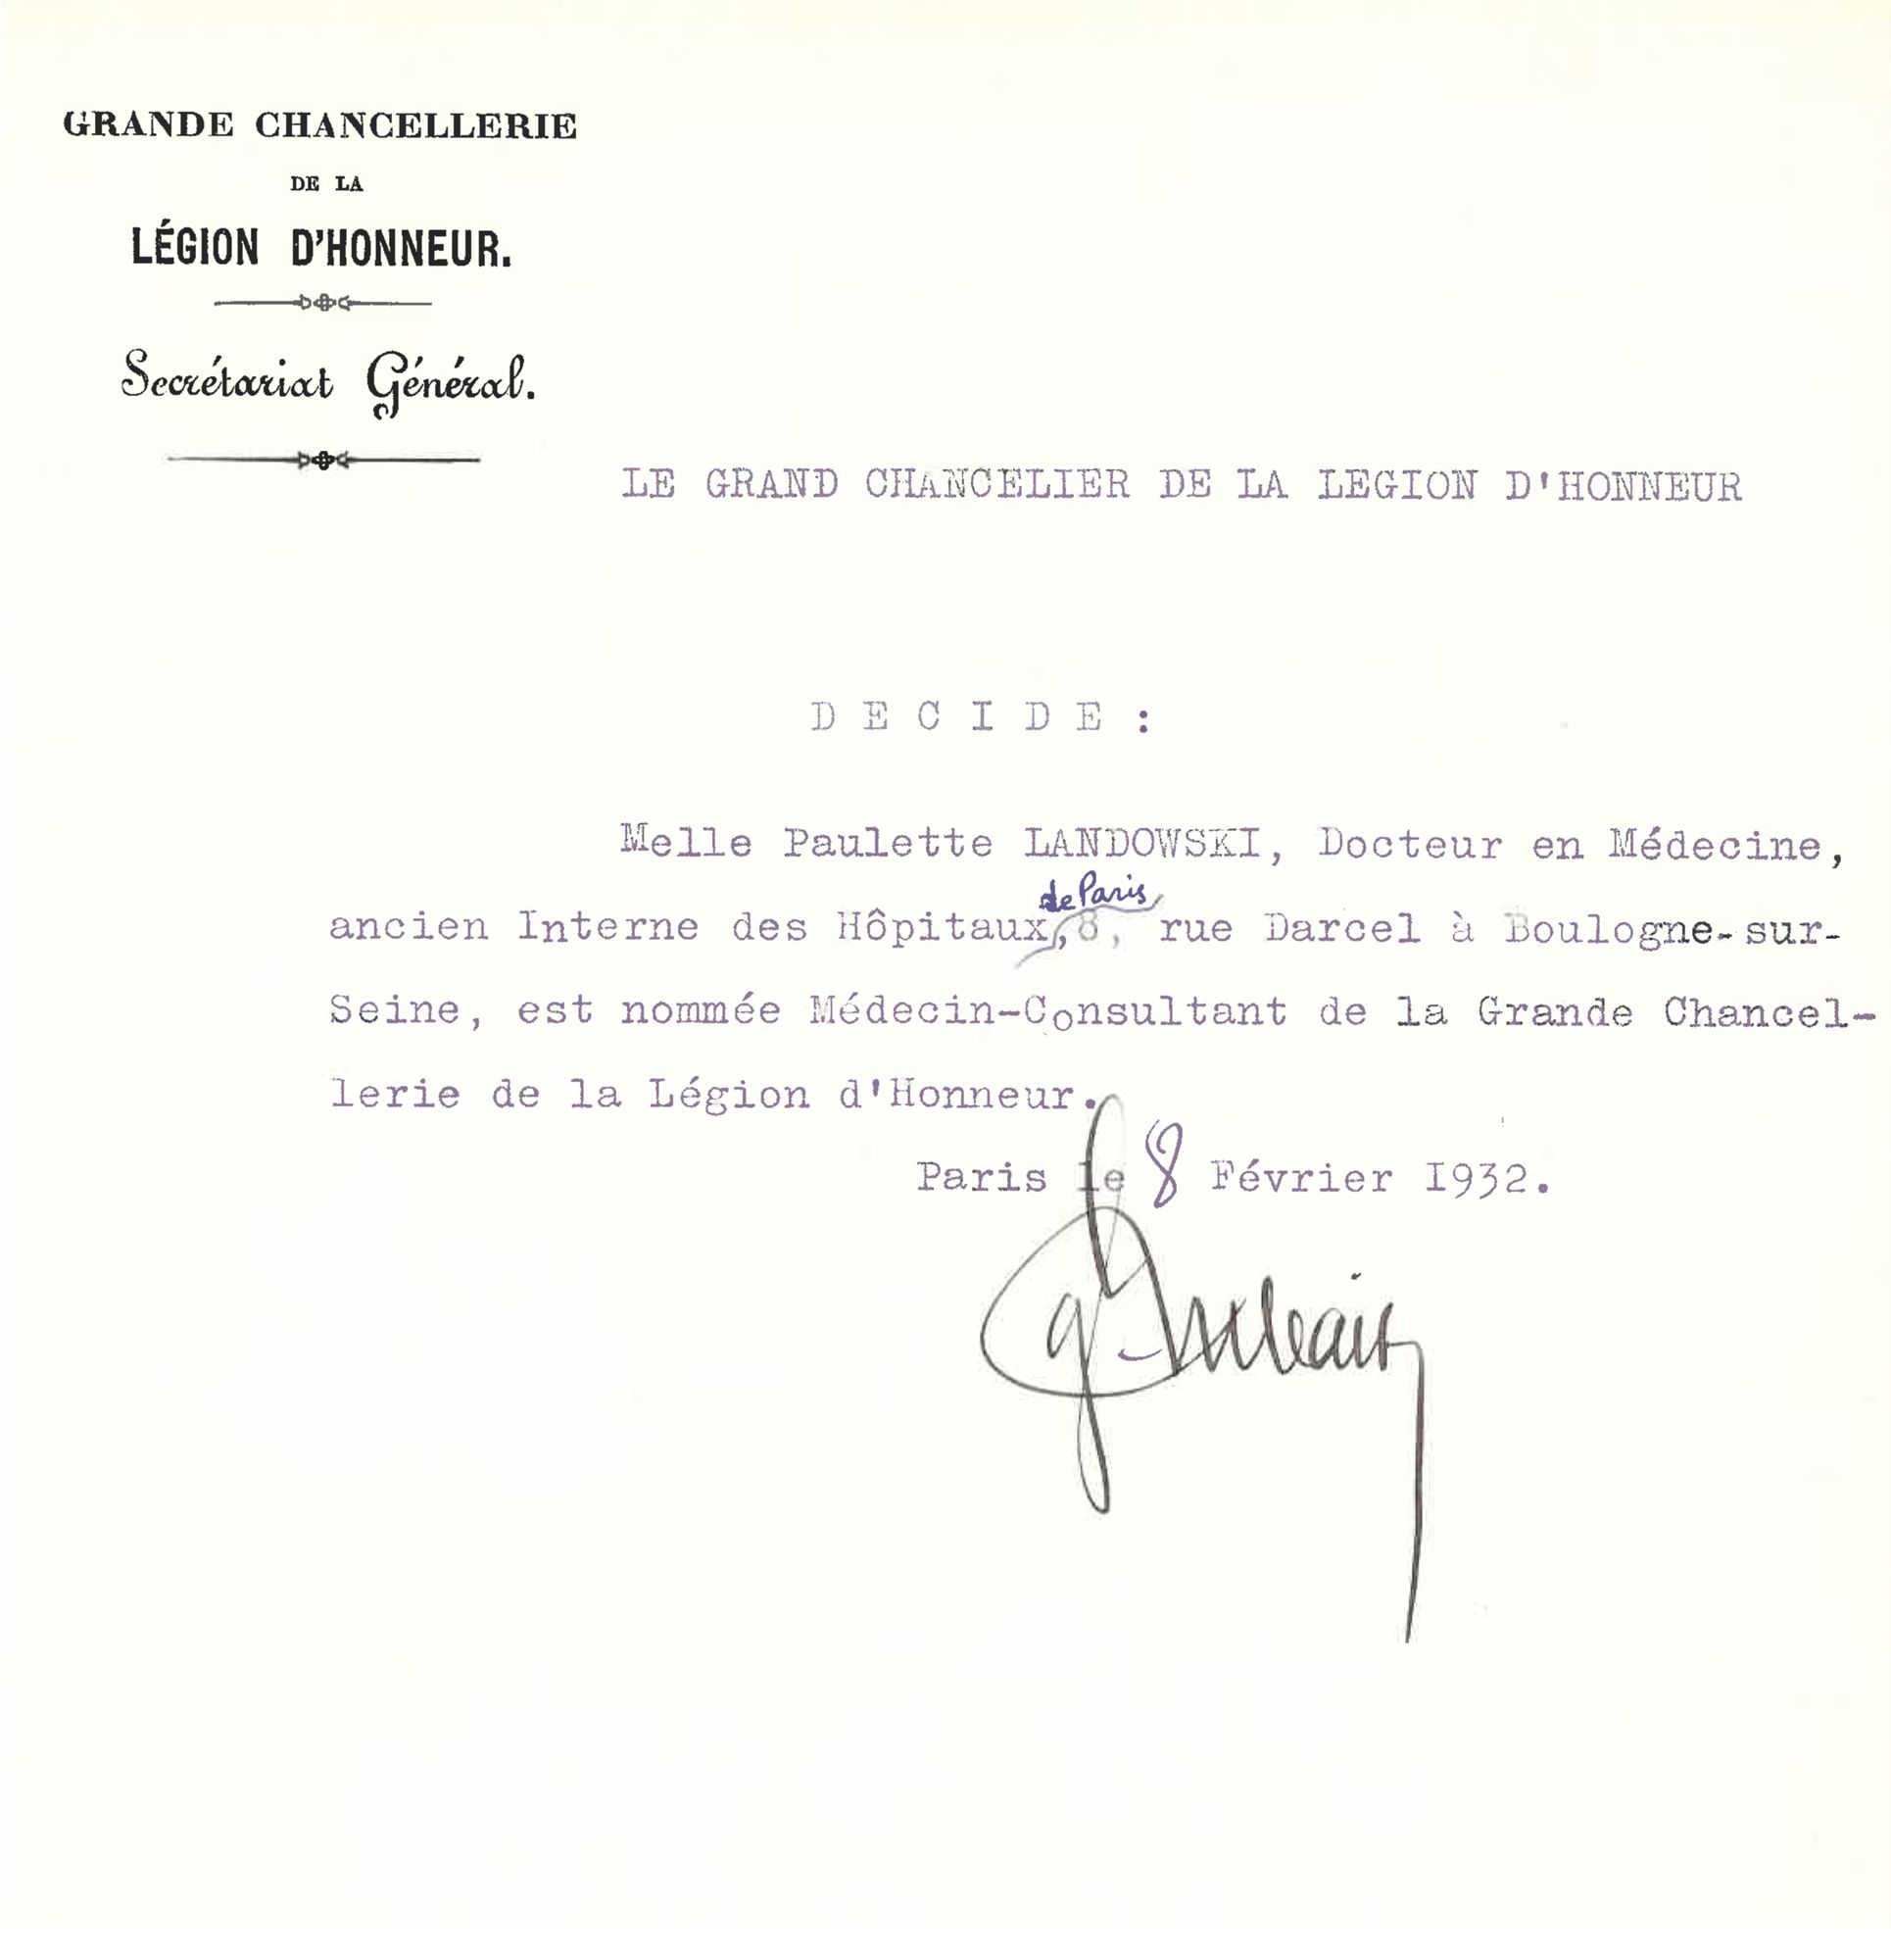 GRANDE CHANCELLERIE
DE LA
LÉGION D'HONNEUR.
Secrétariat Général.
LE GRAND CHANCELIER DE LA LEGION D'HONNEUR
D E C I D E :
Melle Paulette LANDOWSKI, Docteur en Médecine,
de Paris,
ancien Interne des Hôpitaux, 8, rue Darcel à Boulogne-sur-
Seine, est nommée Médecin-Consultant de la Grande Chancel-
lerie de la Légion d'Honneur.
Paris le 8 Février 1932.